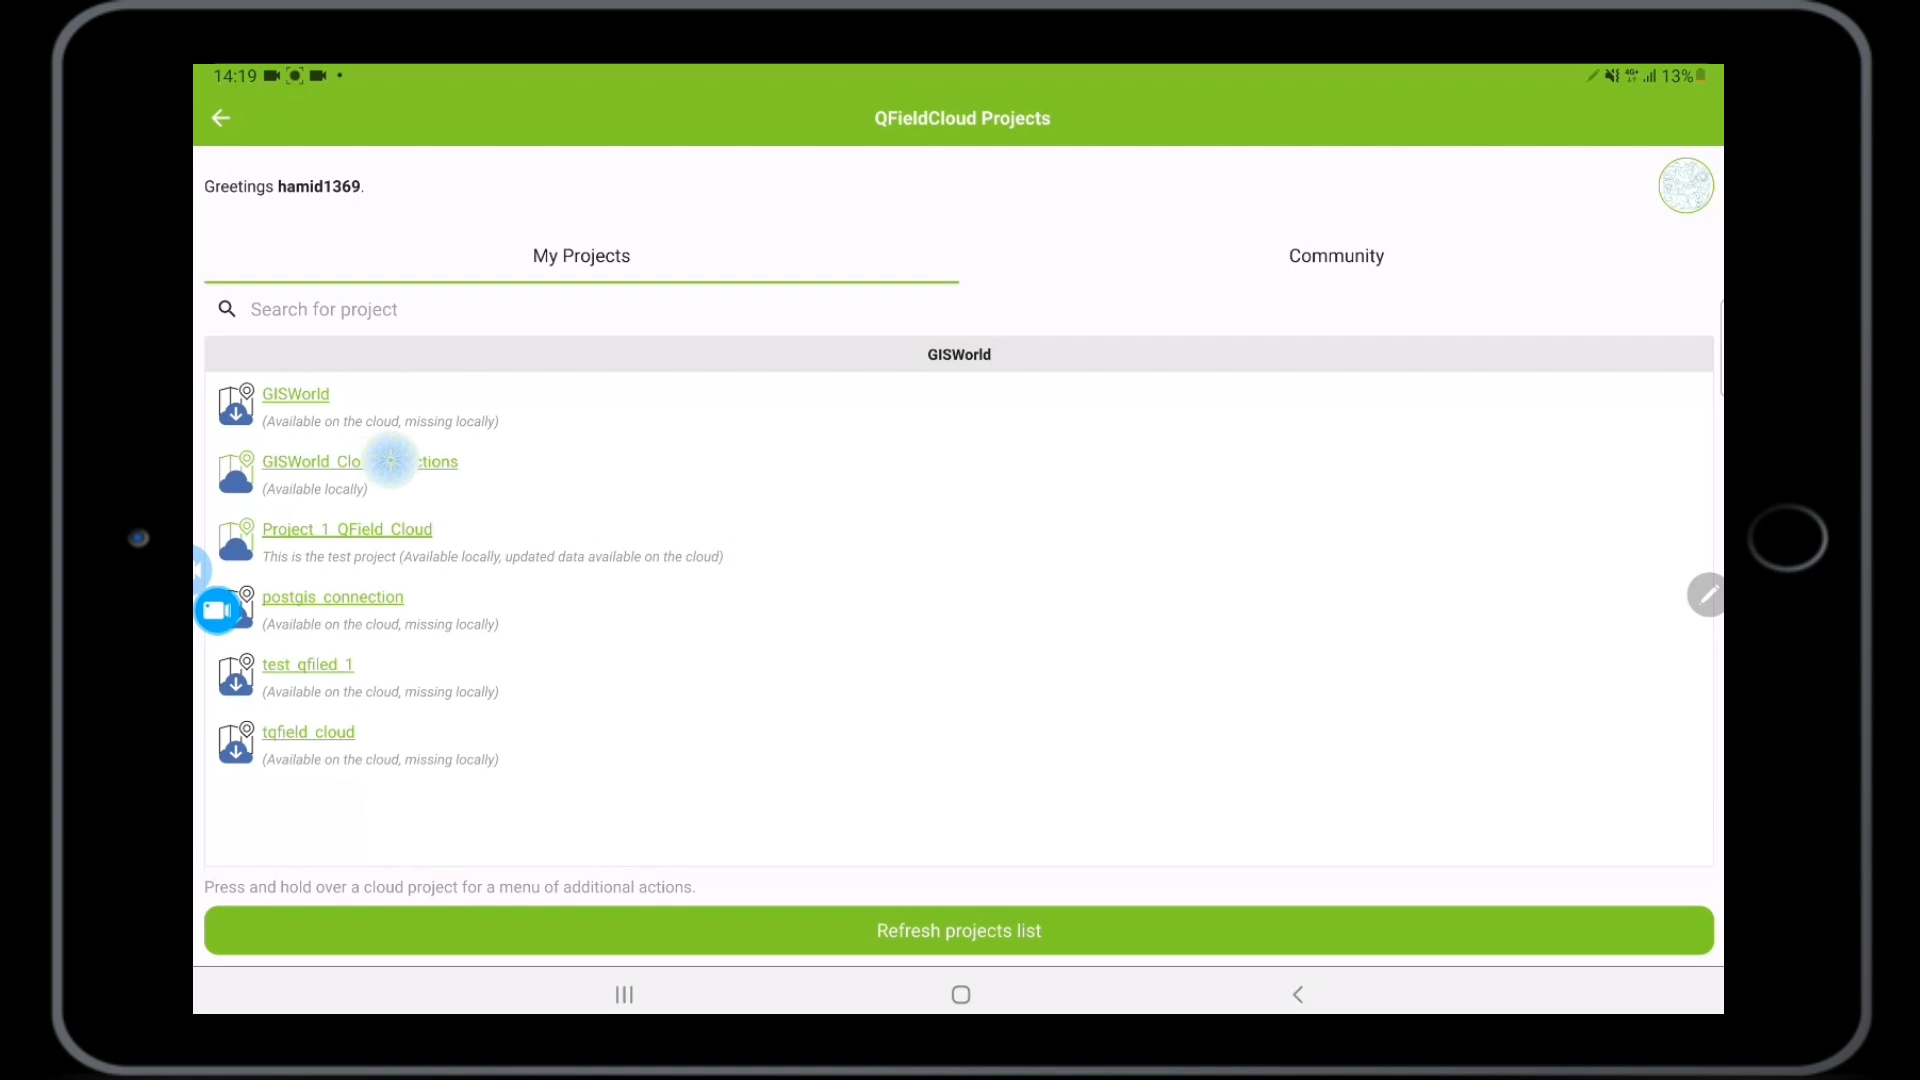 14:19
4G+ 13%
QFieldCloud Projects
Greetings hamid1369.
My Projects
Community
Search for project
GISWorld
GISWorld
(Available on the cloud, missing locally)
GISWorld
(Available locally)
Project_1_QField_Cloud
This is the test project (Available locally, updated data available on the cloud)
postgis_connection
(Available on the cloud, missing locally)
test_qfiled_1
(Available on the cloud, missing locally)
tqfield_cloud
(Available on the cloud, missing locally)
Press and hold over a cloud project for a menu of additional actions.
Refresh projects list